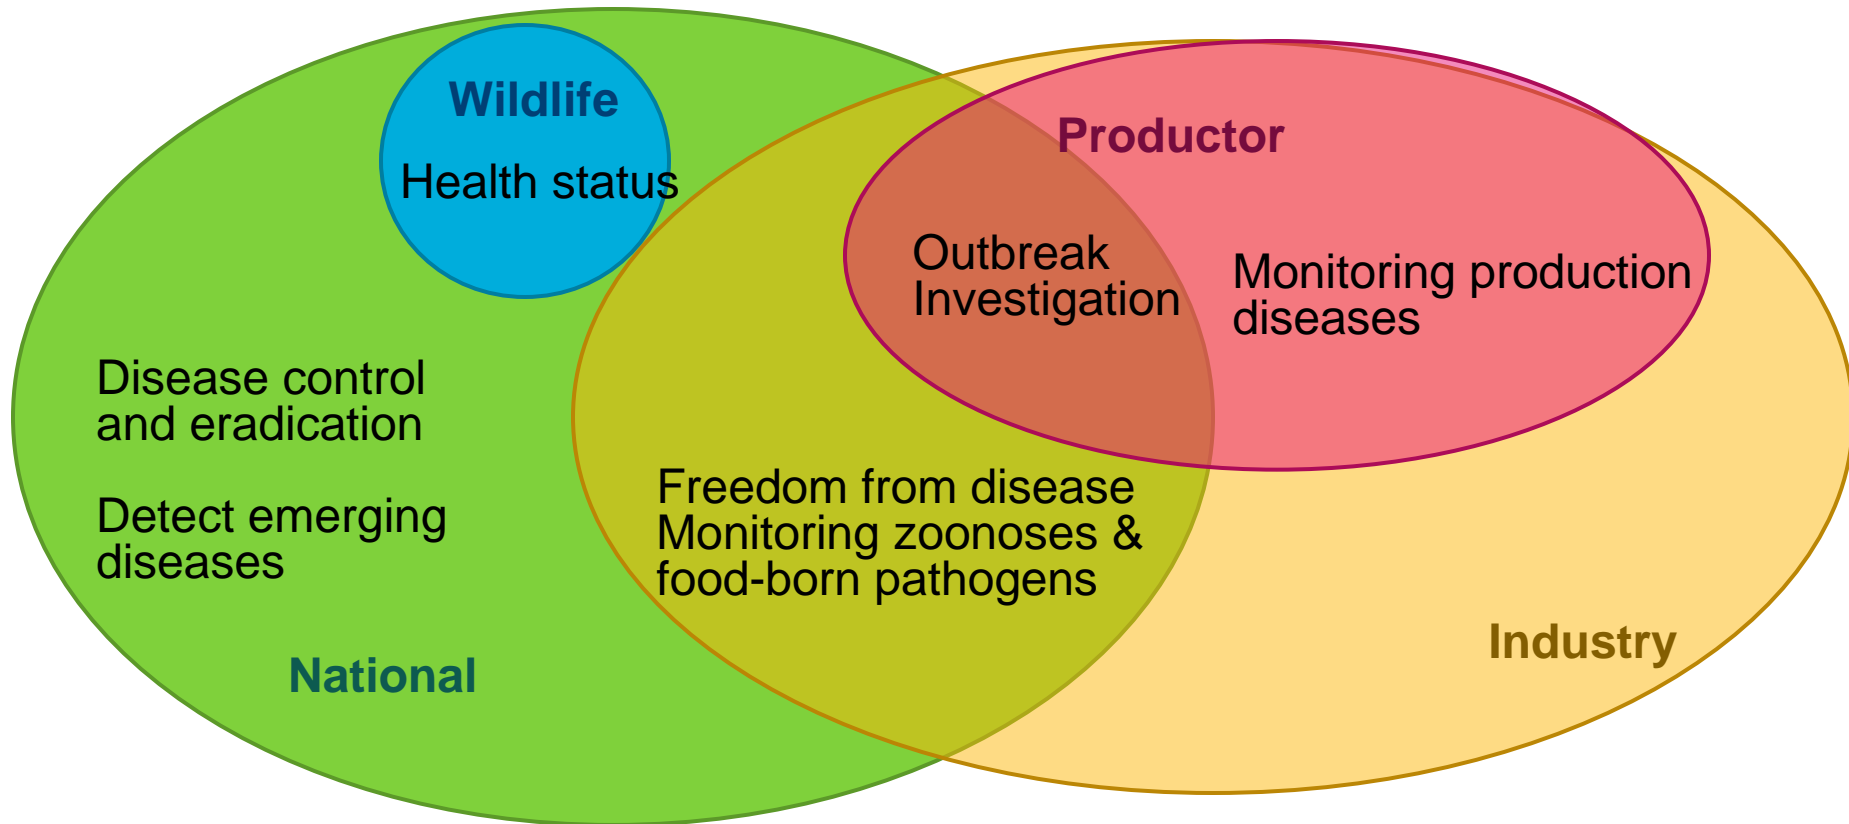 Wildlife
Health status
Productor
Outbreak
Investigation
Monitoring production
diseases
Disease control
and eradication
Detect emerging
diseases
Freedom from disease
Monitoring zoonoses &
food-born pathogens
National
Industry